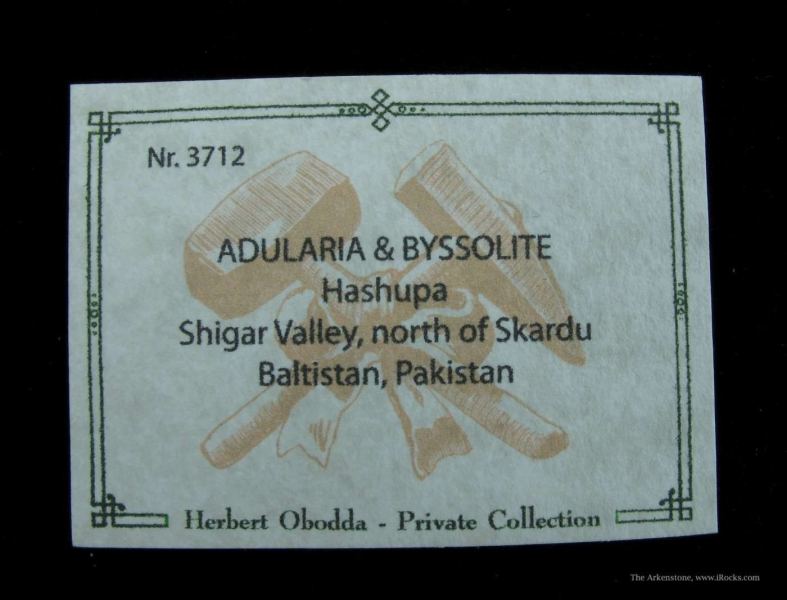 Nr. 3712
ADULARIA & BYSSOLITE
Hashupa
Shigar Valley, north of Skardu
Baltistan, Pakistan
Herbert Obodda - Private Collection
The Arkenstone, www.iRocks.com